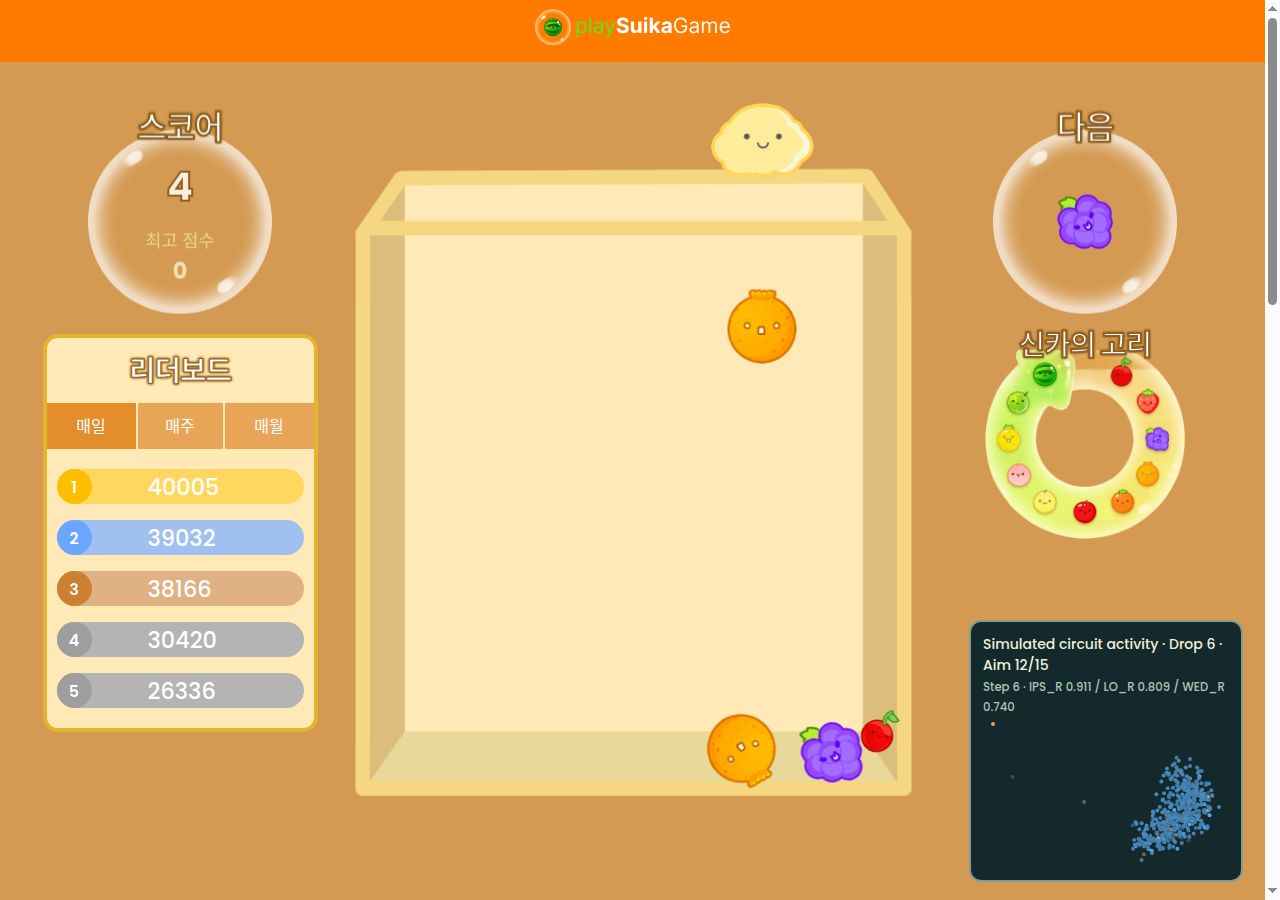 playSuikaGame
스코어
4
최고 점수
0
다음
신카의 고리
리더보드
매일 매주 매월
1 40005
2 39032
3 38166
4 30420
5 26336
Simulated circuit activity · Drop 6 ·
Aim 12/15
Step 6 · IPS_R 0.911 / LO_R 0.809 / WED_R
0.740